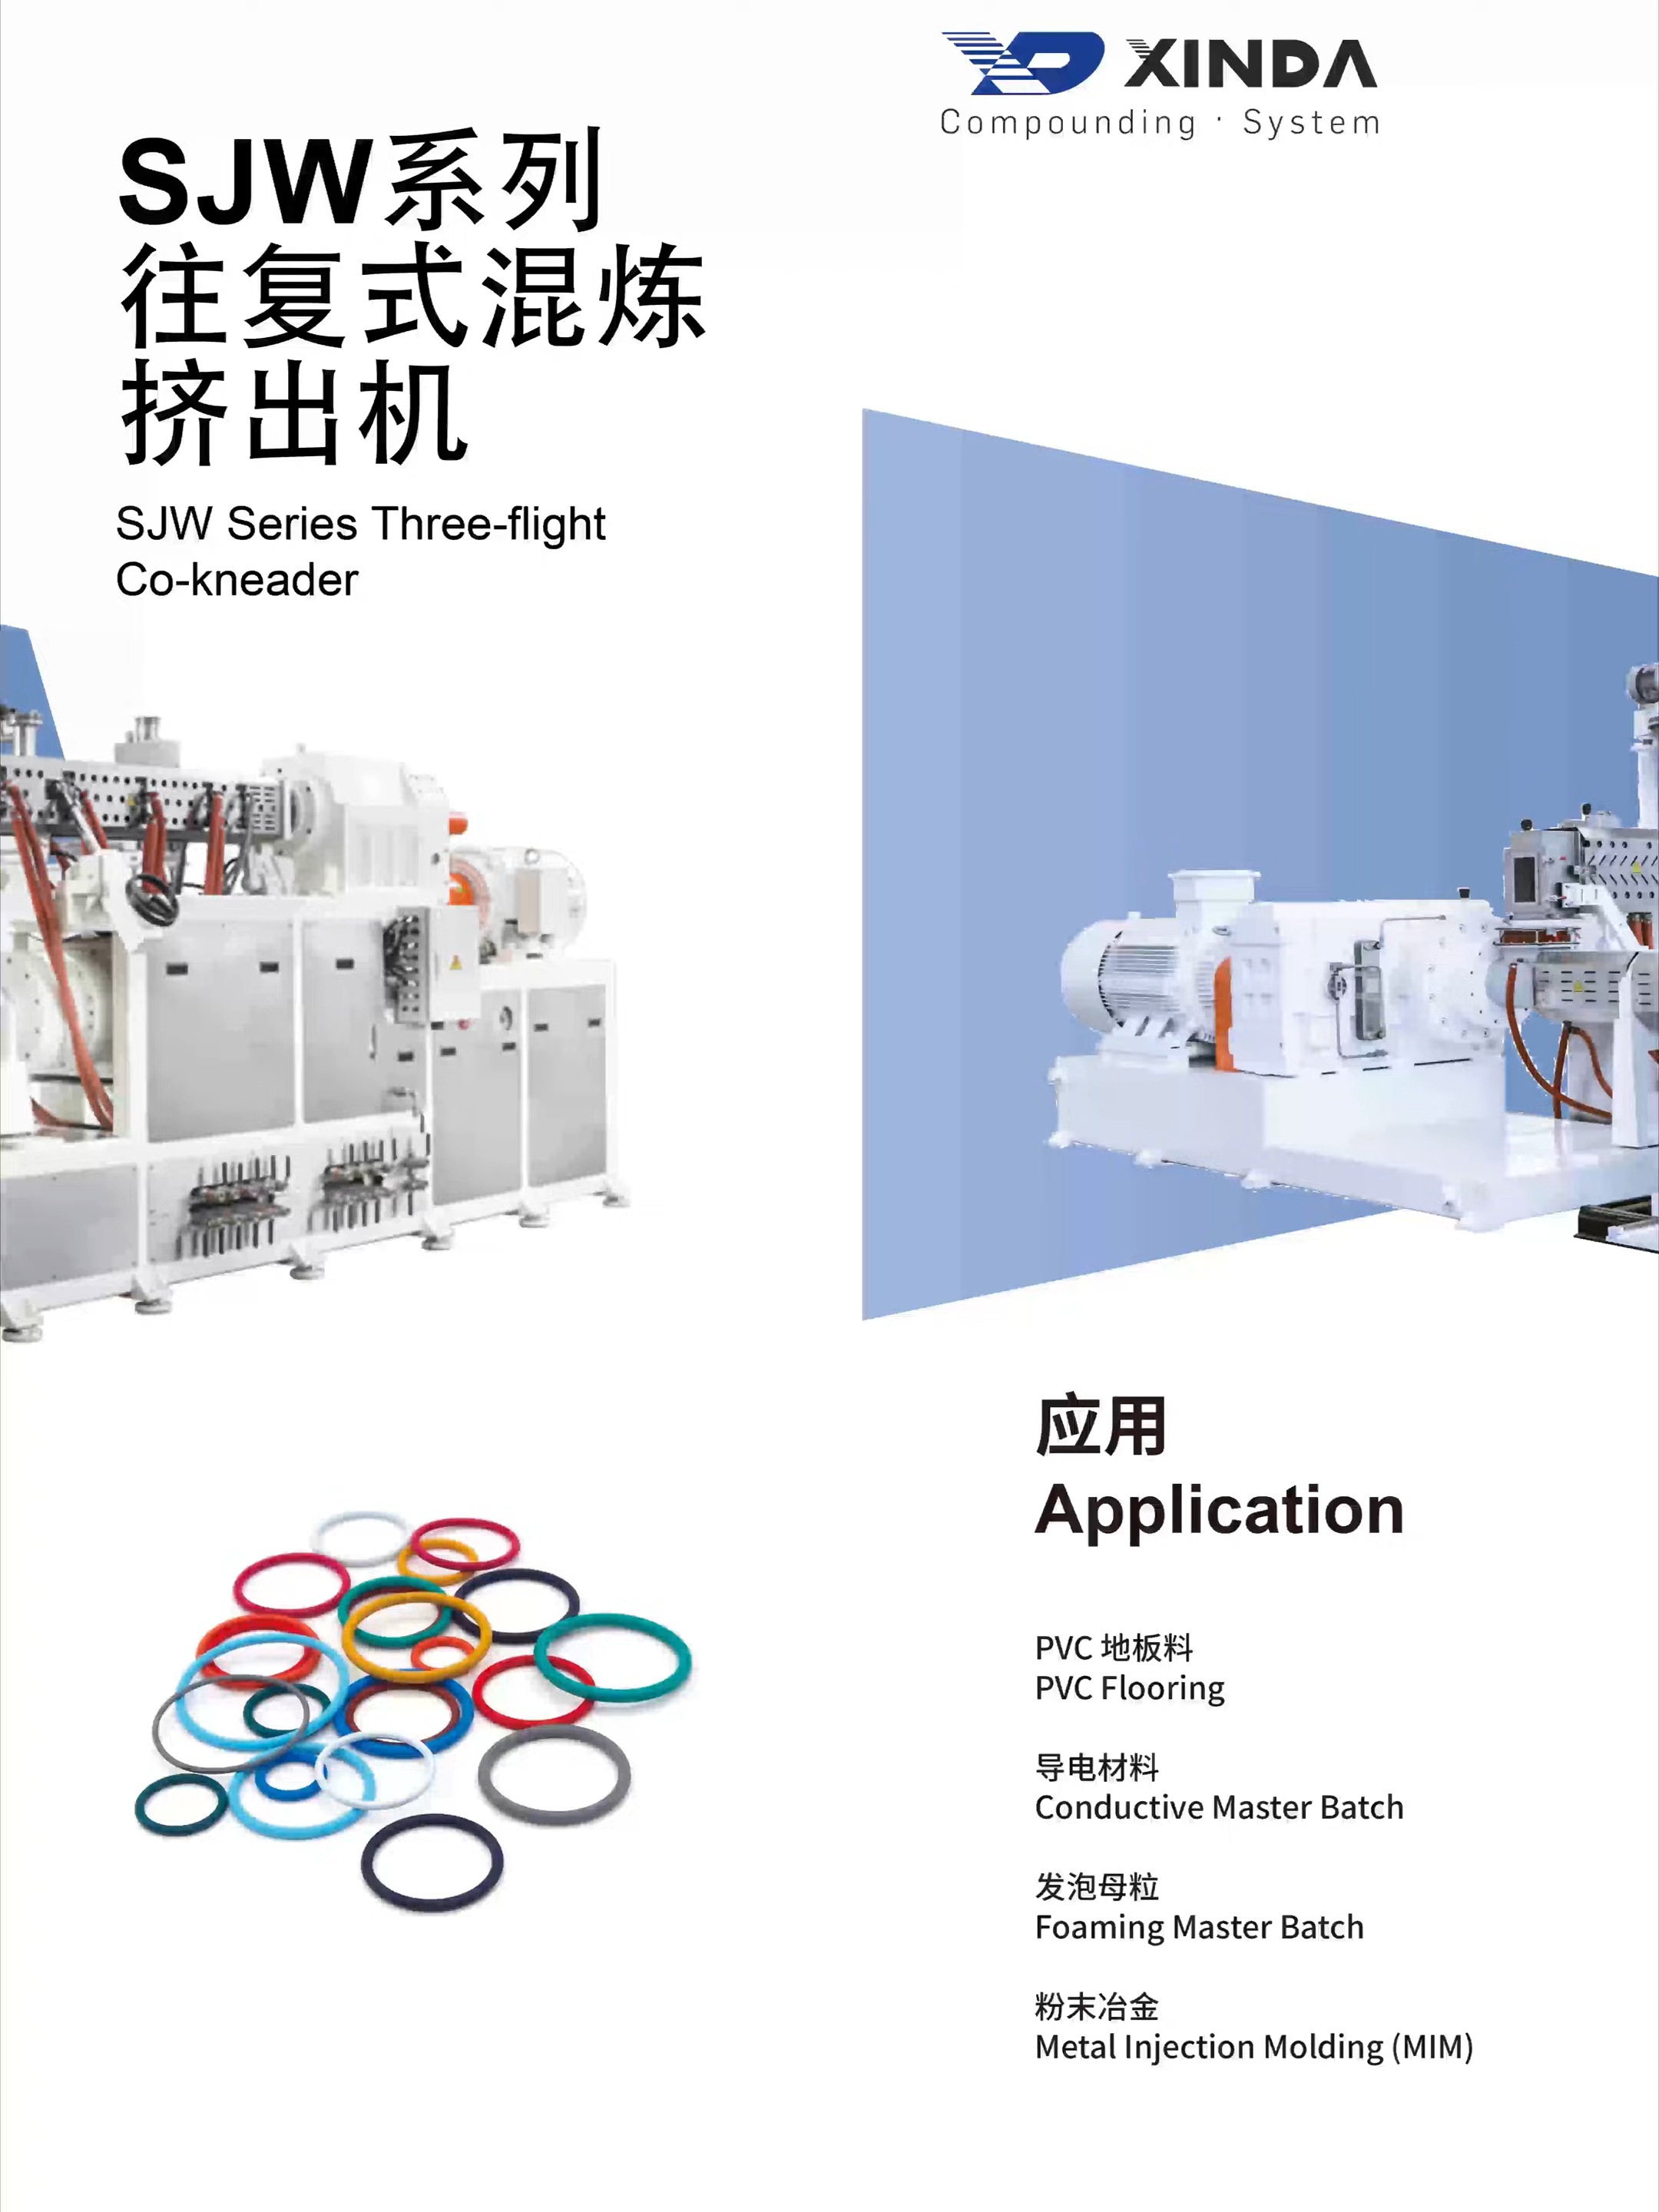 XINDA
Compounding · System
SJW系列
往复式混炼
挤出机
SJW Series Three-flight
Co-kneader
应用
Application
PVC 地板料
PVC Flooring
导电材料
Conductive Master Batch
发泡母粒
Foaming Master Batch
粉末冶金
Metal Injection Molding (MIM)